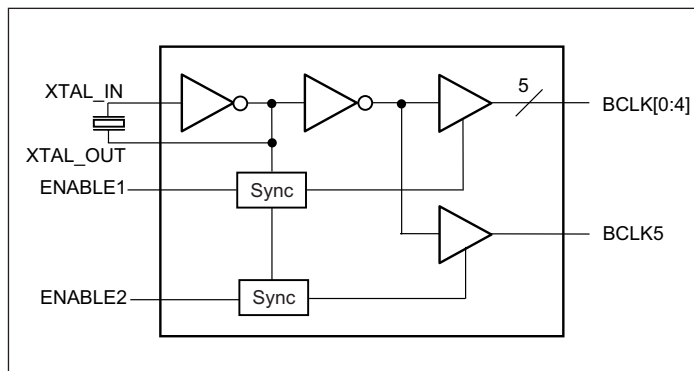 5
XTAL_IN
BCLK[0:4]
XTAL_OUT
ENABLE1
Sync
BCLK5
ENABLE2
Sync